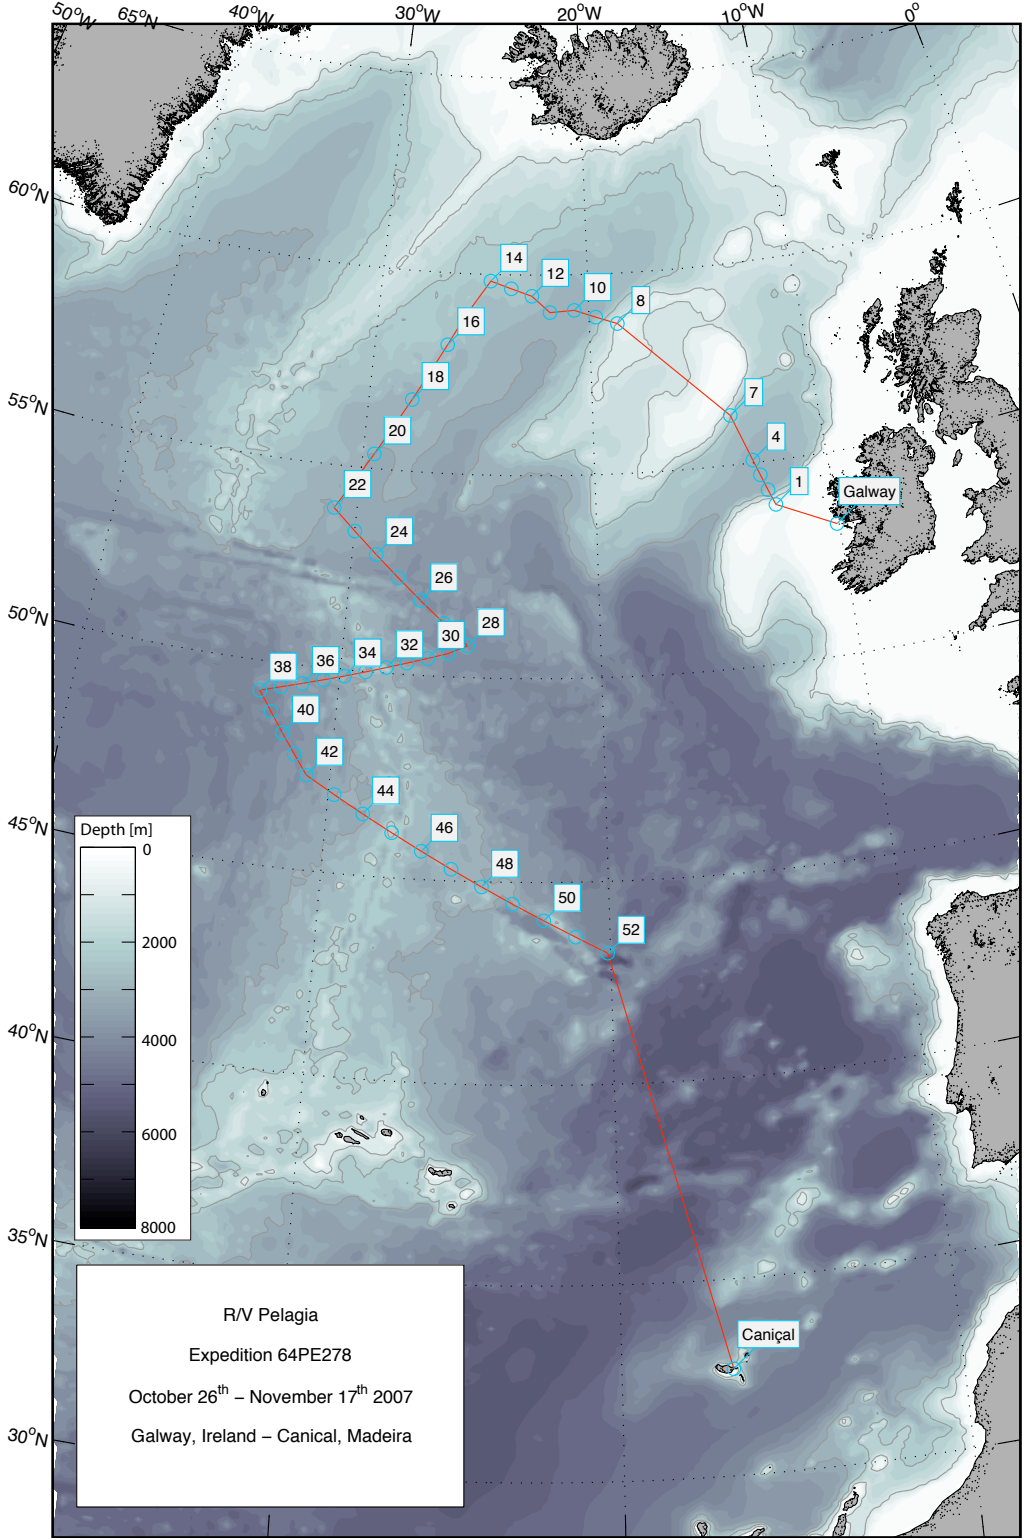 50°W 65°N 40°W 30°W 20°W 10°W 0°
60°N
55°N
50°N
45°N
40°N
35°N
30°N
14
12
10
8
16
18
7
20
4
22
1
Galway
24
26
28
30
32
34
36
38
40
42
44
46
48
50
52
Depth [m]
0
2000
4000
6000
8000
R/V Pelagia
Expedition 64PE278
October 26th – November 17th 2007
Galway, Ireland – Canical, Madeira
Caniçal